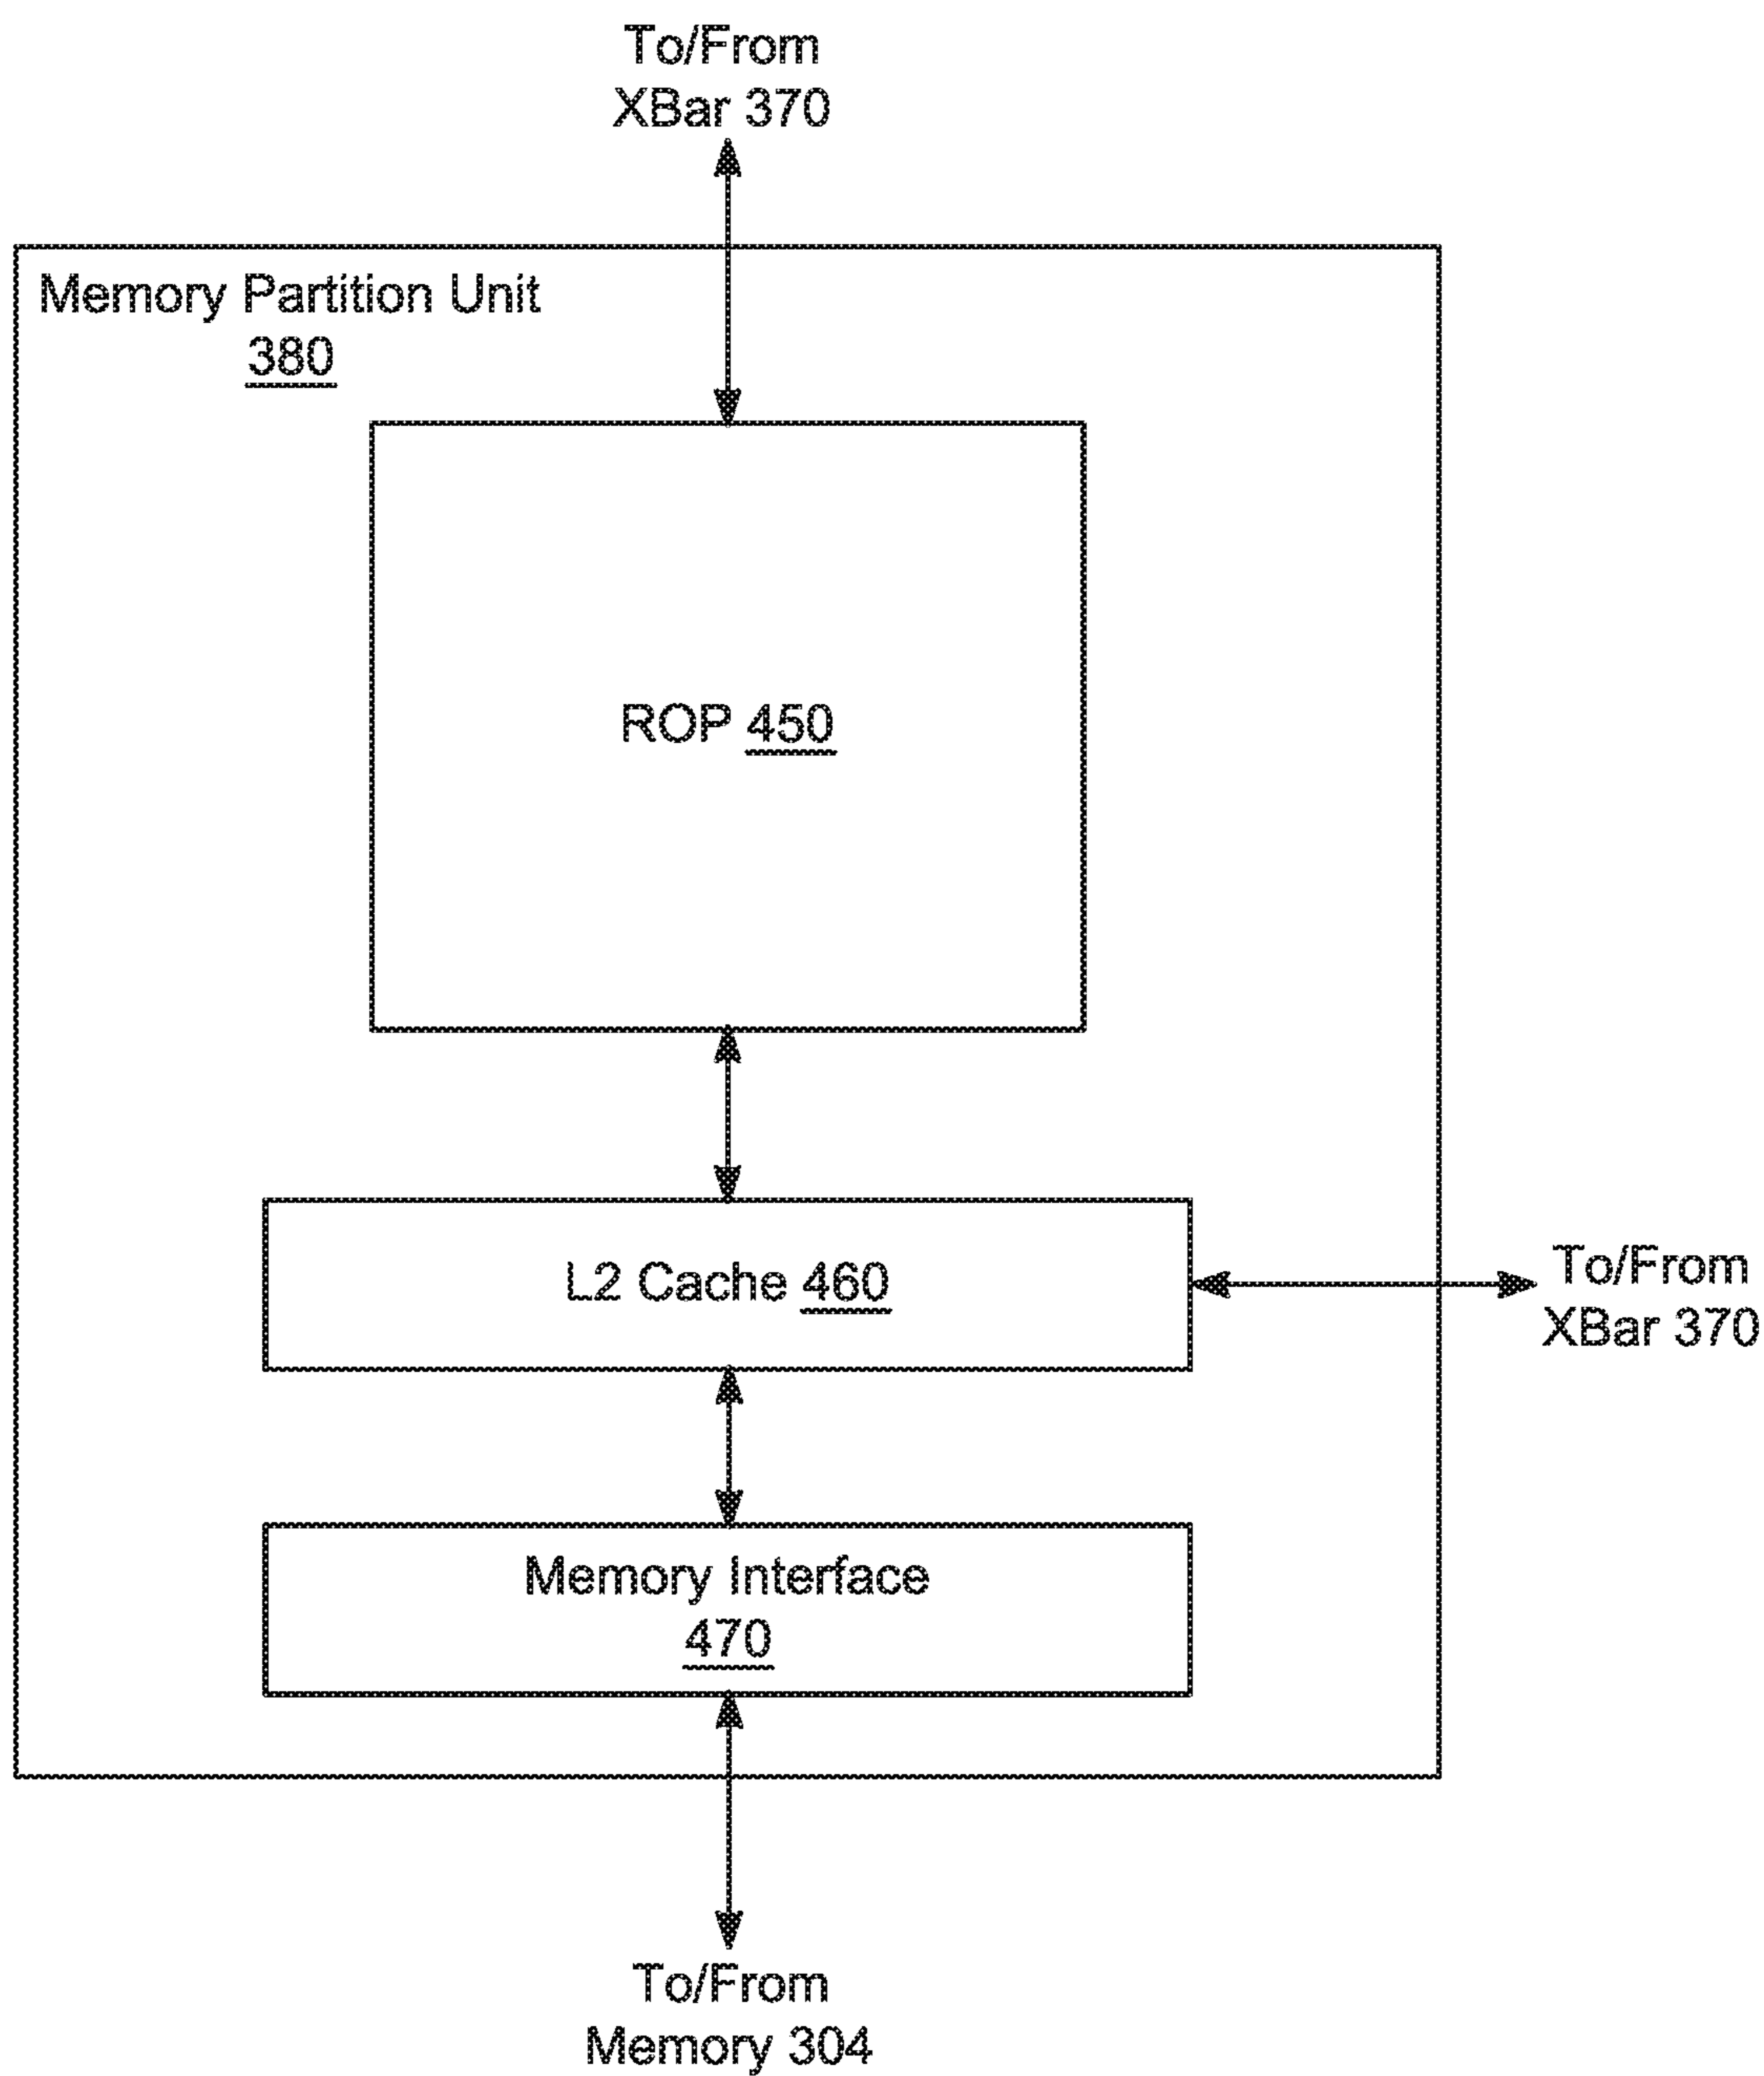 To/From
XBar 370
Memory Partition Unit
380
ROP 450
L2 Cache 460
To/From
XBar 370
Memory Interface
470
To/From
Memory 304